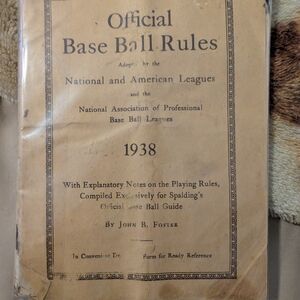 Official
Base Ball Rules
Adopted by the
National and American Leagues
and the
National Association of Professional
Base Ball Leagues
1938
With Explanatory Notes on the Playing Rules,
Compiled Exclusively for Spalding's
Official Base Ball Guide
By John B. Foster
In Convenient Form for Ready Reference